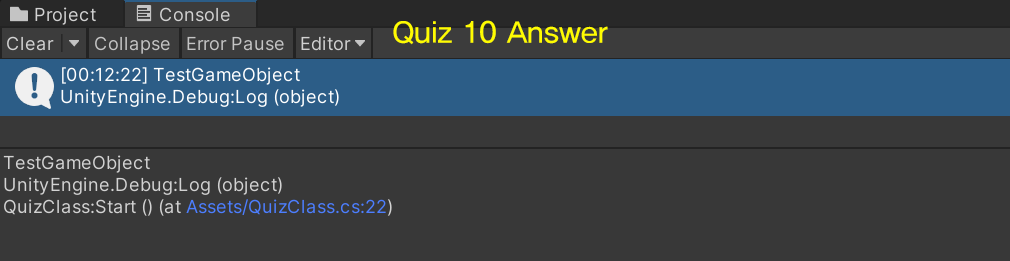 Project Console
Clear Collapse Error Pause Editor Quiz 10 Answer
[00:12:22] TestGameObject
UnityEngine.Debug:Log (object)
TestGameObject
UnityEngine.Debug:Log (object)
QuizClass:Start () (at Assets/QuizClass.cs:22)